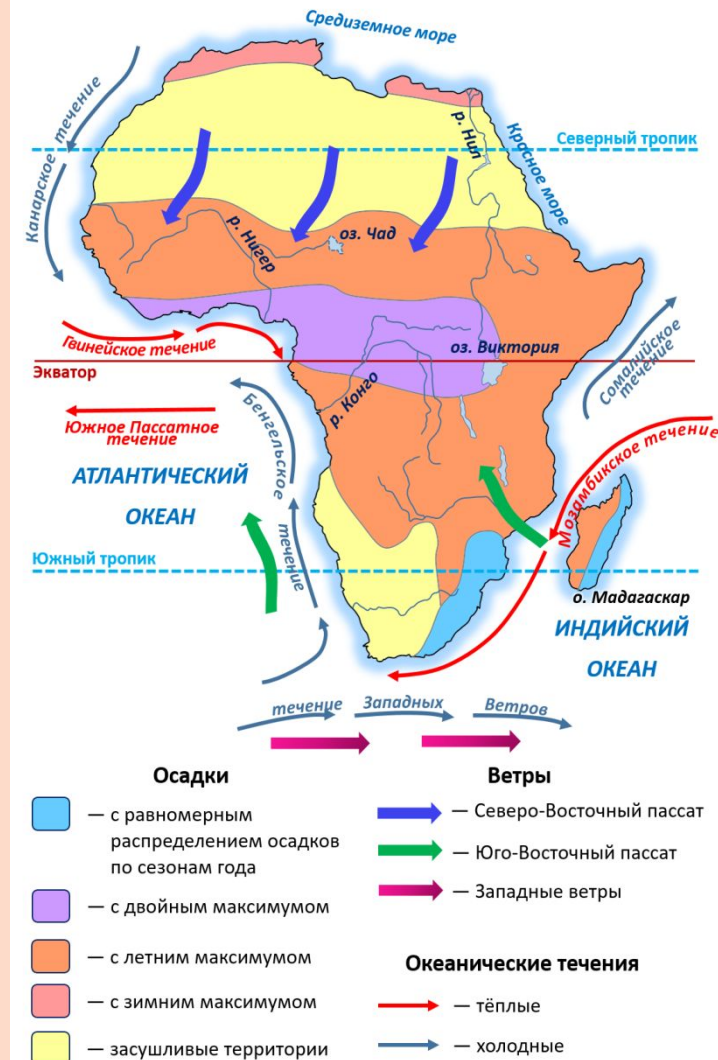 Средиземное море
Канарское течение
р. Нил
Красное море
Северный тропик
р. Нигер
оз. Чад
Гвинейское течение
оз. Виктория
Экватор
Сомалийское
течение
р. Конго
Южное Пассатное
течение
Бенгельское течение
Мозамбикское течение
АТЛАНТИЧЕСКИЙ
ОКЕАН
Южный тропик
о. Мадагаскар
ИНДИЙСКИЙ
ОКЕАН
течение Западных Ветров
Осадки
— с равномерным
распределением осадков
по сезонам года
— с двойным максимумом
— с летним максимумом
— с зимним максимумом
— засушливые территории
Ветры
— Северо-Восточный пассат
— Юго-Восточный пассат
— Западные ветры
Океанические течения
— тёплые
— холодные